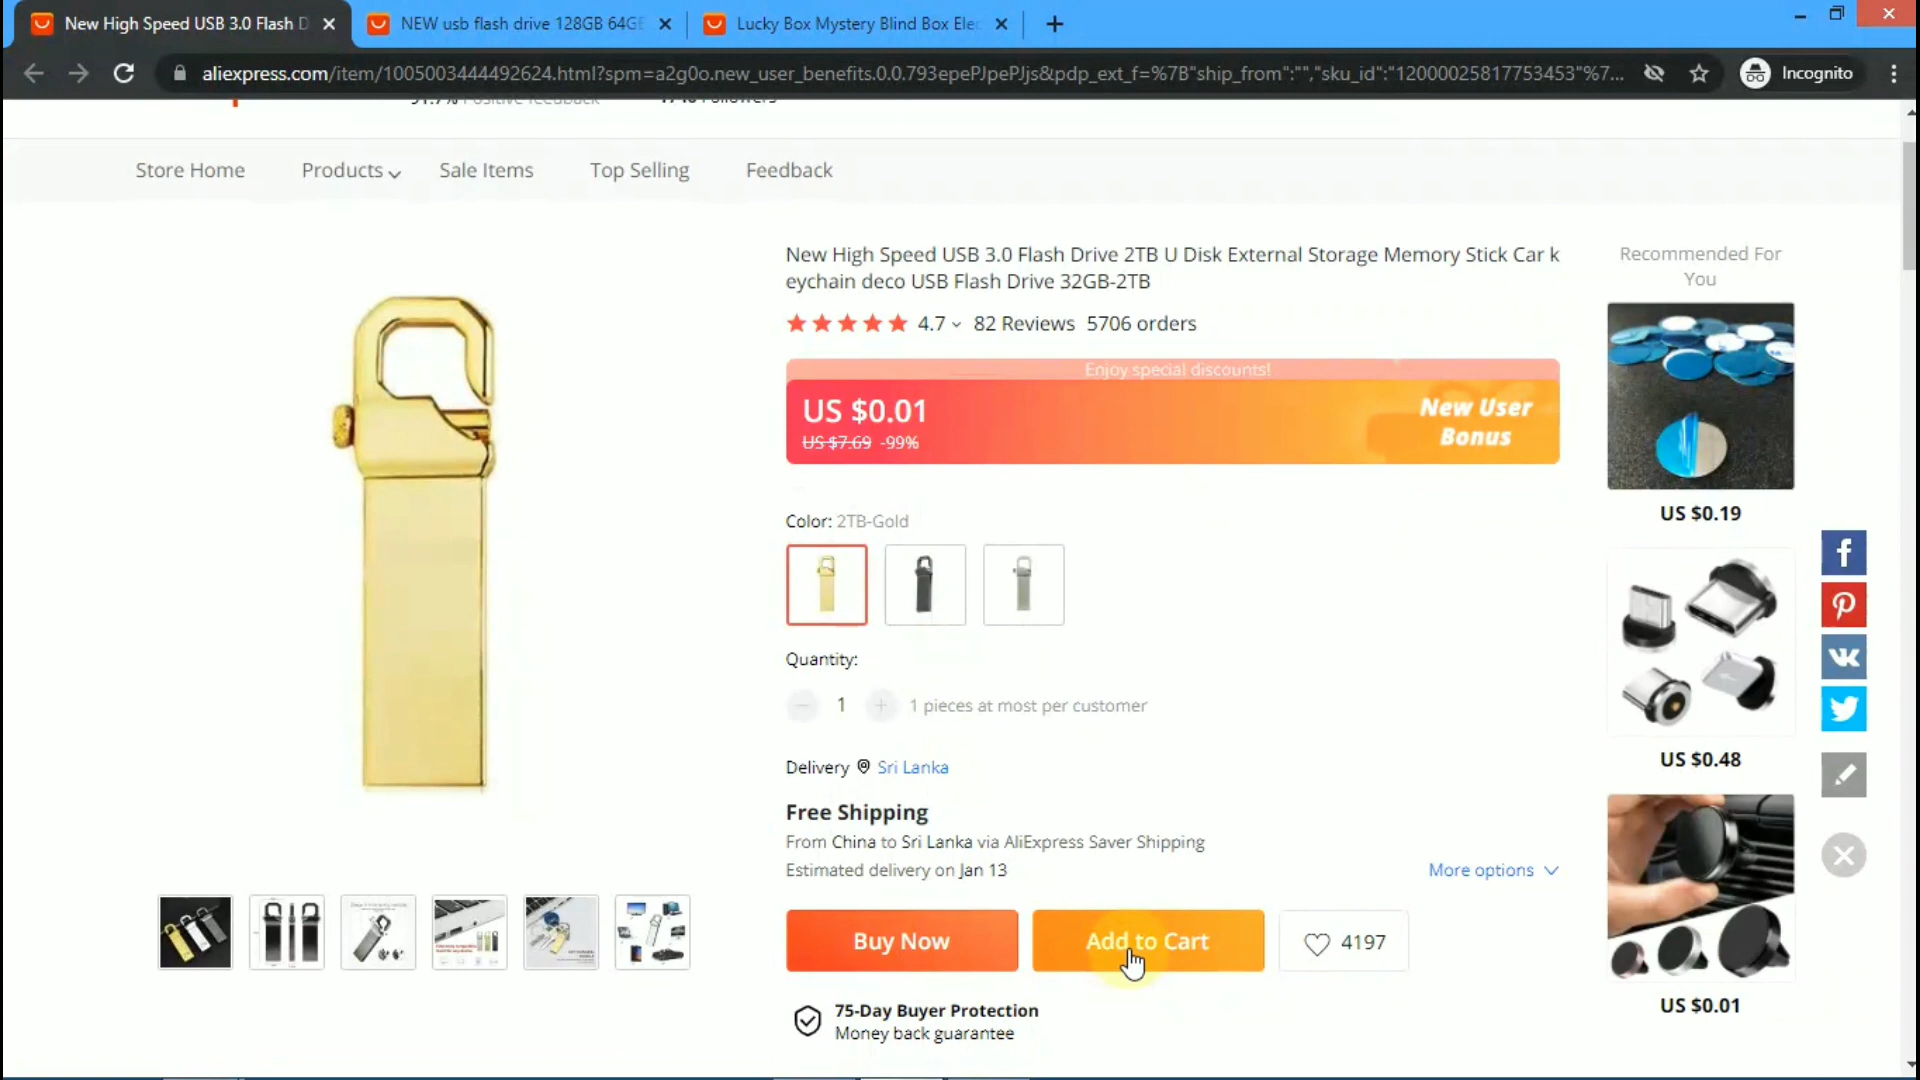 New High Speed USB 3.0 Flash D
NEW usb flash drive 128GB 64GE
Lucky Box Mystery Blind Box Elec
aliexpress.com/item/1005003444492624.html?spm=a2g0o.new_user_benefits.0.0.793epePJpePJjs&pdp_ext_f=%7B"ship_from":"","sku_id":"12000025817753453"%7...
Incognito
91.7% Positive feedback
Followers
Store Home
Products
Sale Items
Top Selling
Feedback
New High Speed USB 3.0 Flash Drive 2TB U Disk External Storage Memory Stick Car k
eychain deco USB Flash Drive 32GB-2TB
4.7
82 Reviews
5706 orders
Enjoy special discounts!
US $0.01
US $7.69 -99%
New User
Bonus
Color: 2TB-Gold
Quantity:
1
1 pieces at most per customer
Delivery
Sri Lanka
Free Shipping
From China to Sri Lanka via AliExpress Saver Shipping
Estimated delivery on Jan 13
More options
Buy Now
Add to Cart
4197
75-Day Buyer Protection
Money back guarantee
Recommended For
You
US $0.19
US $0.48
US $0.01